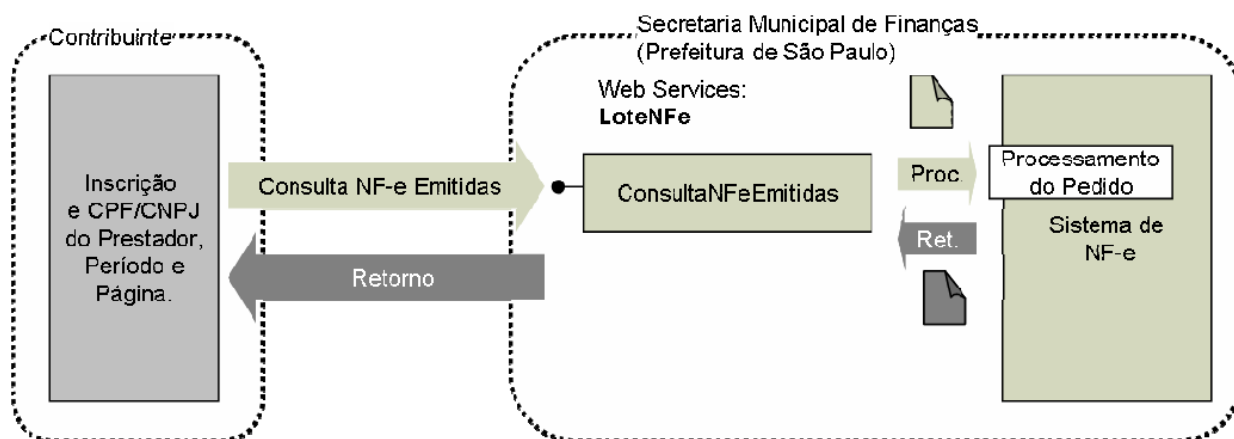 Contribuinte
Inscrição
e CPF/CNPJ
do Prestador,
Período e
Página.
Consulta NF-e Emitidas
Retorno
Secretaria Municipal de Finanças
(Prefeitura de São Paulo)
Web Services:
LoteNFe
ConsultaNFeEmitidas
Proc.
Ret.
Processamento
do Pedido
Sistema de
NF-e